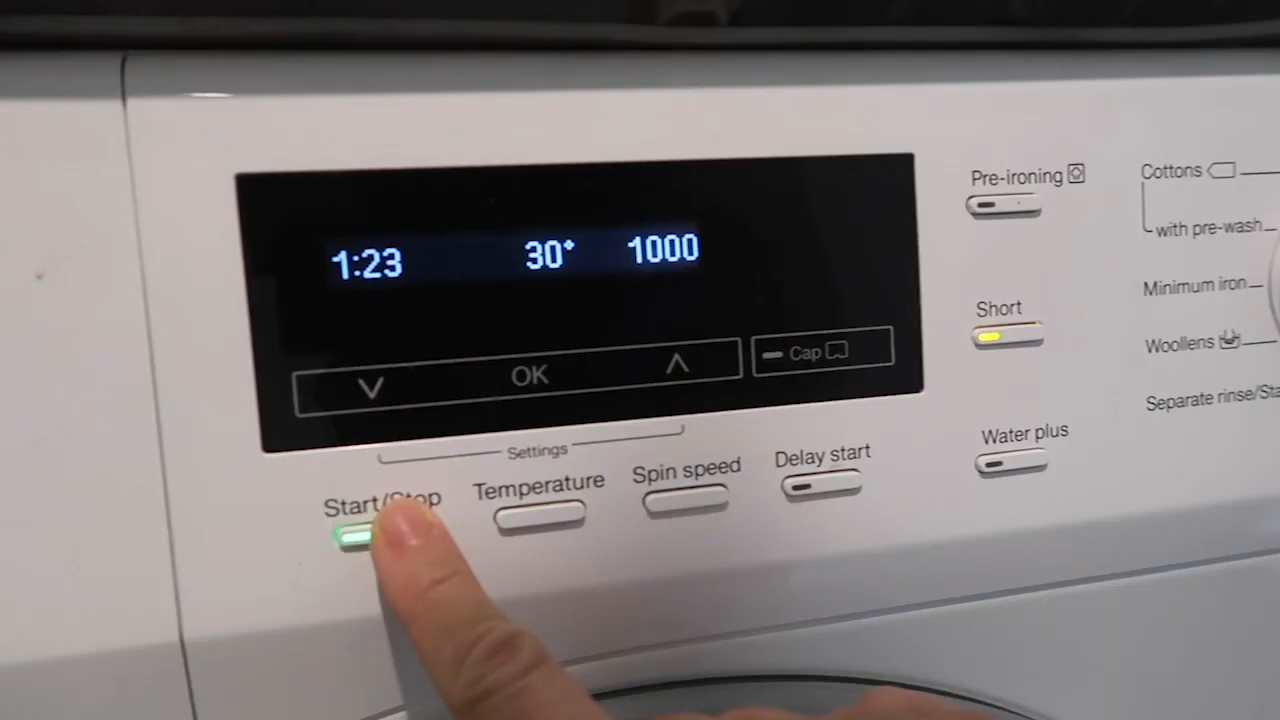 1:23 30° 1000
OK
Cap
Settings
Start/Stop
Temperature
Spin speed
Delay start
Pre-ironing
Short
Water plus
Cottons
with pre-wash
Minimum iron
Woollens
Separate rinse/